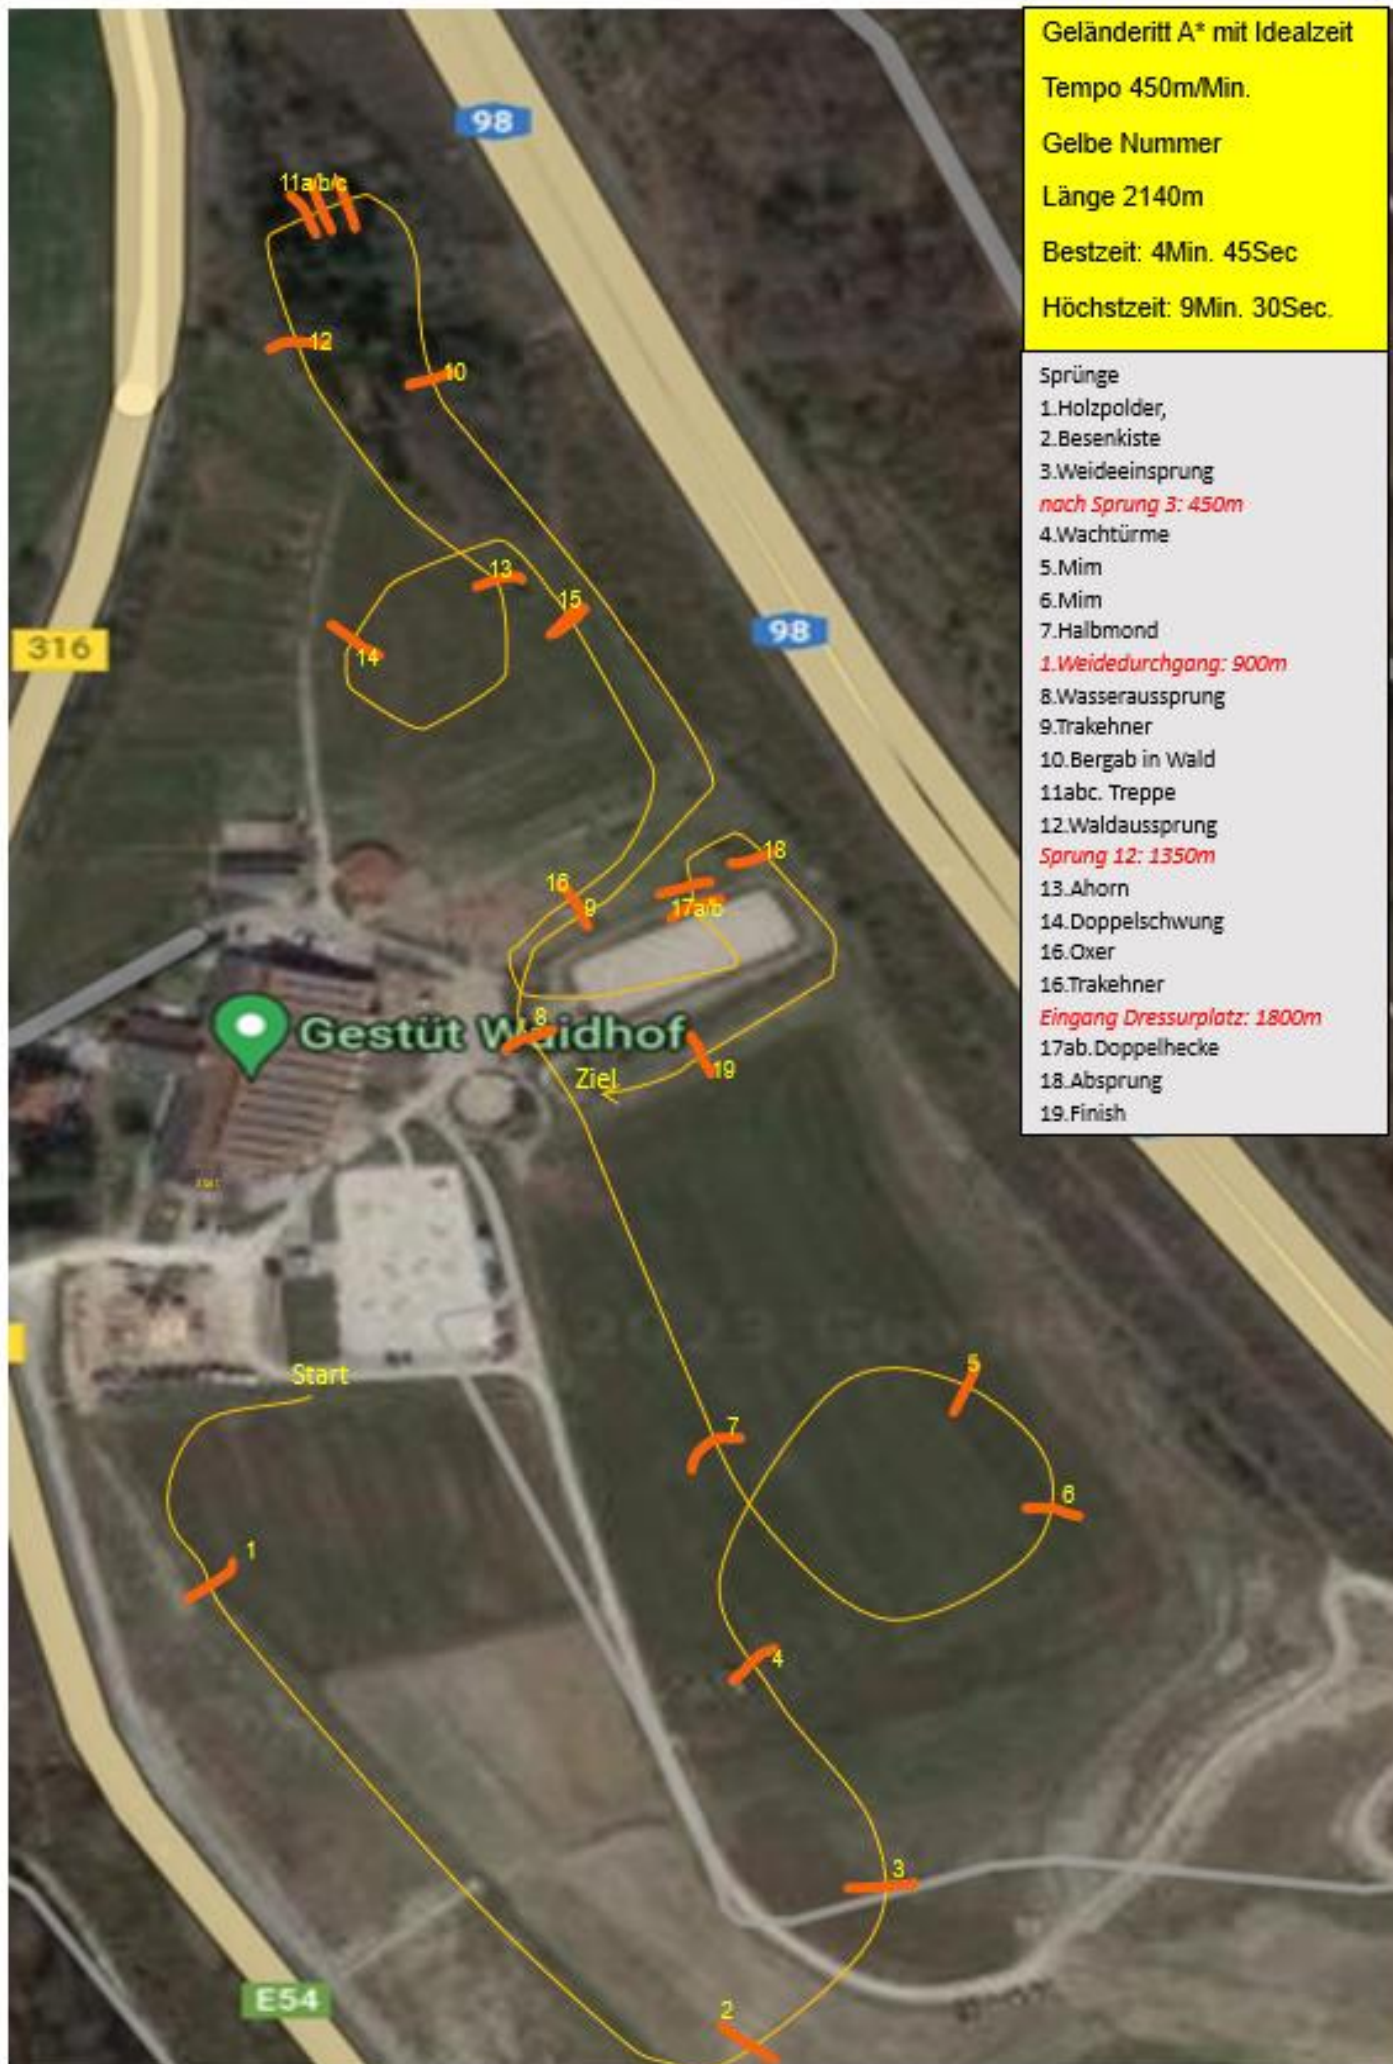 Geländeritt A* mit Idealzeit
Tempo 450m/Min.
Gelbe Nummer
Länge 2140m
Bestzeit: 4Min. 45Sec
Höchstzeit: 9Min. 30Sec.
Sprünge
1.Holzpolder,
2.Besenkiste
3.Weideeinsprung
nach Sprung 3: 450m
4.Wachtürme
5.Mim
6.Mim
7.Halbmond
1.Weidedurchgang: 900m
8.Wasseraussprung
9.Trakehner
10.Bergab in Wald
11abc. Treppe
12.Waldaussprung
Sprung 12: 1350m
13.Ahorn
14.Doppelschwung
16.Oxer
16.Trakehner
Eingang Dressurplatz: 1800m
17ab.Doppelhecke
18.Absprung
19.Finish
98
11a/b/c
12
10
13
15
98
316
14
18
16
9
17a/b
8
Gestüt Waidhof
Ziel
19
Start
5
7
6
1
4
3
E54
2